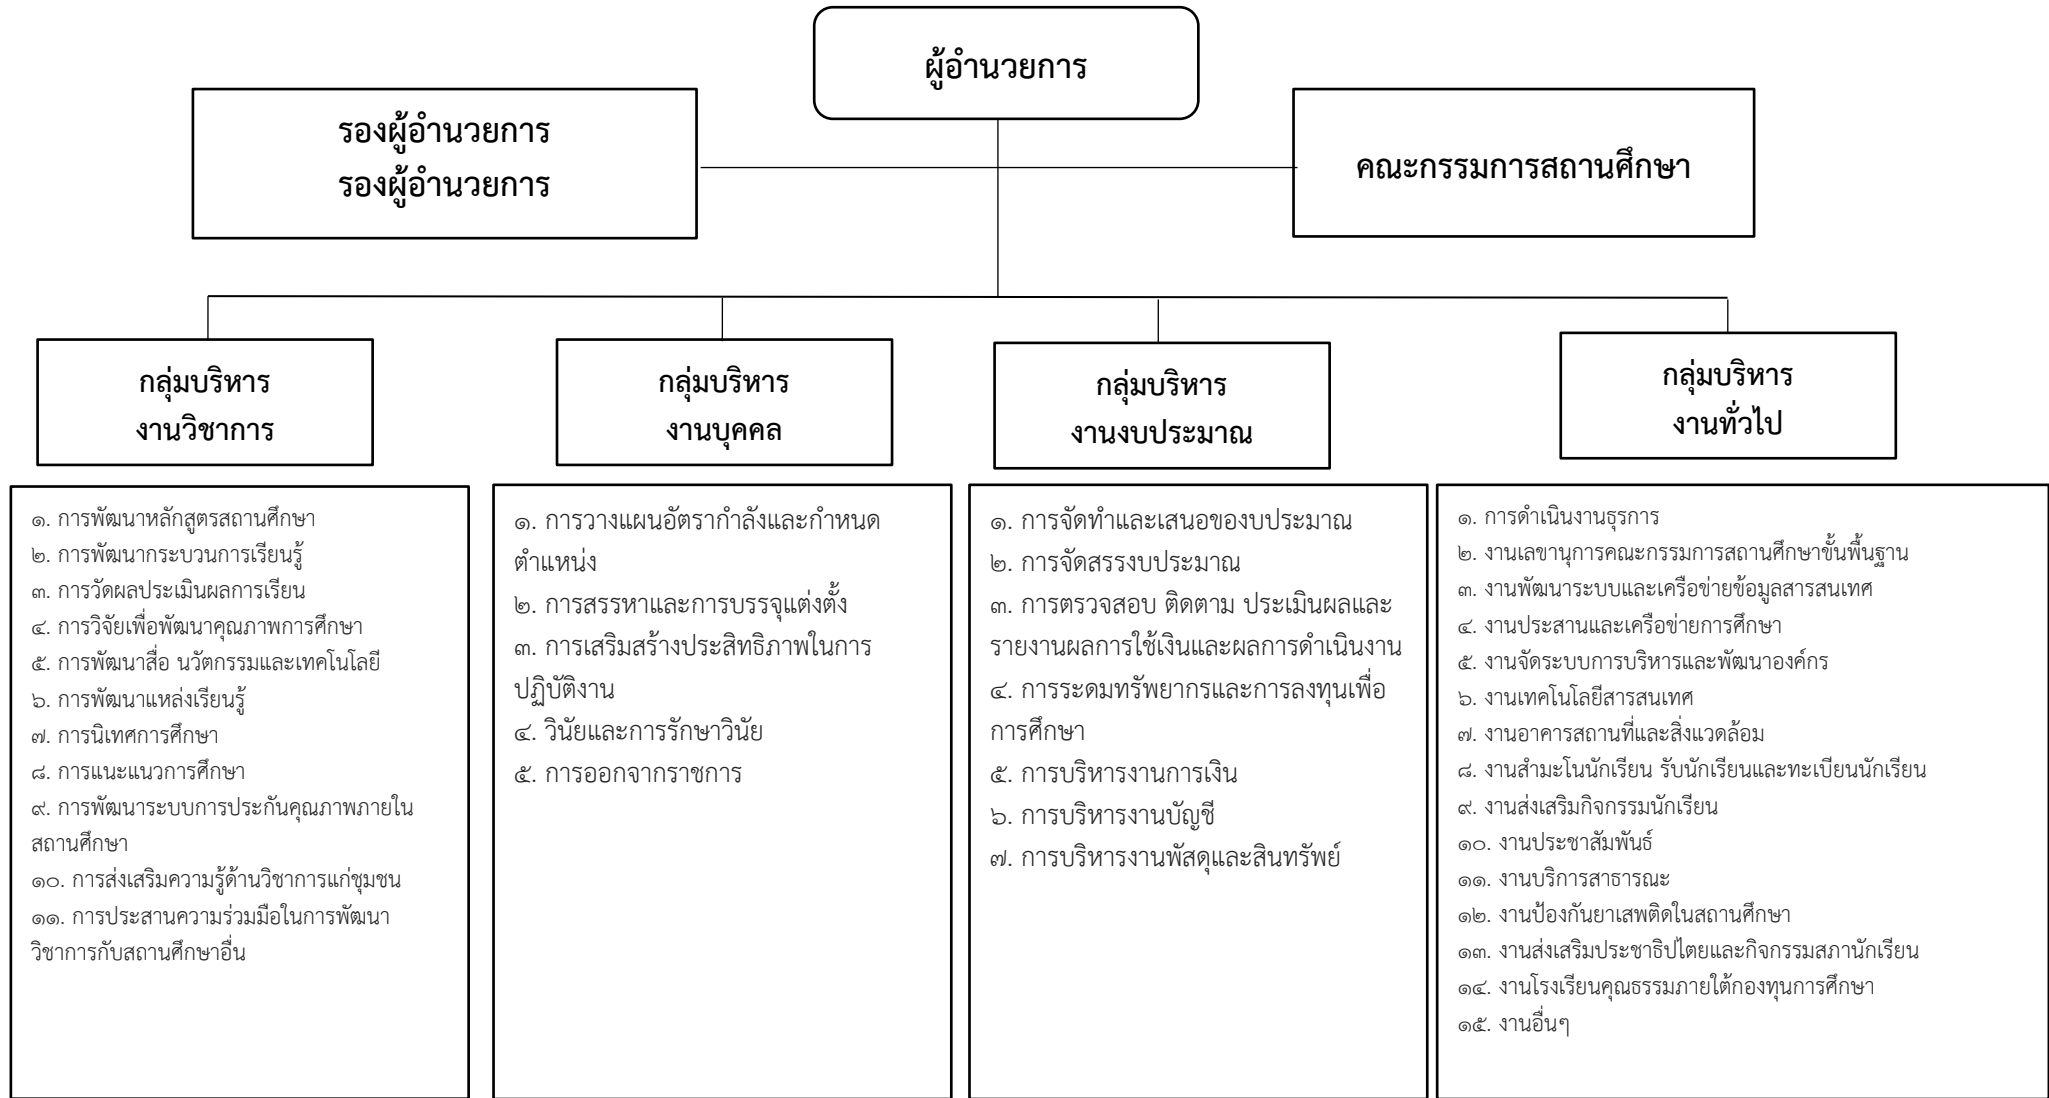 ผู้อำนวยการ
รองผู้อำนวยการ
รองผู้อำนวยการ
คณะกรรมการสถานศึกษา
กลุ่มบริหาร
งานวิชาการ
กลุ่มบริหาร
งานบุคคล
กลุ่มบริหาร
งานงบประมาณ
กลุ่มบริหาร
งานทั่วไป
๑. การพัฒนาหลักสูตรสถานศึกษา
๒. การพัฒนากระบวนการเรียนรู้
๓. การวัดผลประเมินผลการเรียน
๔. การวิจัยเพื่อพัฒนาคุณภาพการศึกษา
๕. การพัฒนาสื่อ นวัตกรรมและเทคโนโลยี
๖. การพัฒนาแหล่งเรียนรู้
๗. การนิเทศการศึกษา
๘. การแนะแนวการศึกษา
๙. การพัฒนาระบบการประกันคุณภาพภายใน
สถานศึกษา
๑๐. การส่งเสริมความรู้ด้านวิชาการแก่ชุมชน
๑๑. การประสานความร่วมมือในการพัฒนา
วิชาการกับสถานศึกษาอื่น
๑. การวางแผนอัตรากำลังและกำหนด
ตำแหน่ง
๒. การสรรหาและการบรรจุแต่งตั้ง
๓. การเสริมสร้างประสิทธิภาพในการ
ปฏิบัติงาน
๔. วินัยและการรักษาวินัย
๕. การออกจากราชการ
๑. การจัดทำและเสนอของบประมาณ
๒. การจัดสรรงบประมาณ
๓. การตรวจสอบ ติดตาม ประเมินผลและ
รายงานผลการใช้เงินและผลการดำเนินงาน
๔. การระดมทรัพยากรและการลงทุนเพื่อ
การศึกษา
๕. การบริหารงานการเงิน
๖. การบริหารงานบัญชี
๗. การบริหารงานพัสดุและสินทรัพย์
๑. การดำเนินงานธุรการ
๒. งานเลขานุการคณะกรรมการสถานศึกษาขั้นพื้นฐาน
๓. งานพัฒนาระบบและเครือข่ายข้อมูลสารสนเทศ
๔. งานประสานและเครือข่ายการศึกษา
๕. งานจัดระบบการบริหารและพัฒนาองค์กร
๖. งานเทคโนโลยีสารสนเทศ
๗. งานอาคารสถานที่และสิ่งแวดล้อม
๘. งานสำมะโนนักเรียน รับนักเรียนและทะเบียนนักเรียน
๙. งานส่งเสริมกิจกรรมนักเรียน
๑๐. งานประชาสัมพันธ์
๑๑. งานบริการสาธารณะ
๑๒. งานป้องกันยาเสพติดในสถานศึกษา
๑๓. งานส่งเสริมประชาธิปไตยและกิจกรรมสภานักเรียน
๑๔. งานโรงเรียนคุณธรรมภายใต้กองทุนการศึกษา
๑๕. งานอื่นๆ